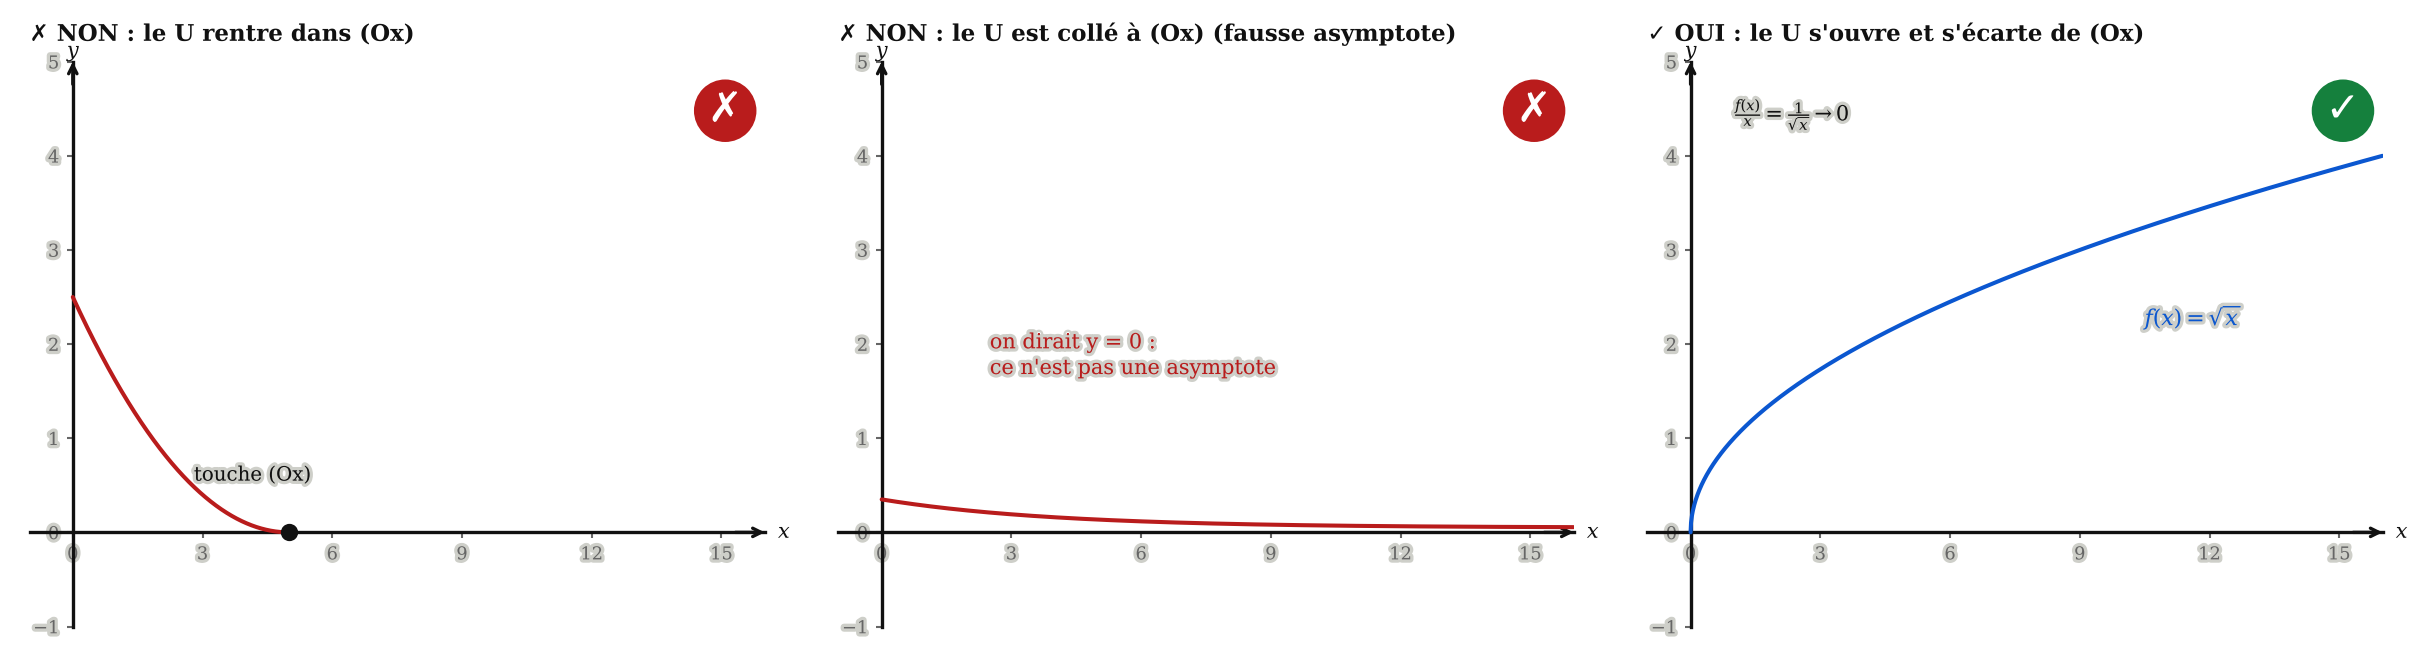 ✗ NON : le U rentre dans (Ox)
y
5
✗
4
3
2
1
touche (Ox)
0
x
0 3 6 9 12 15
−1
✗ NON : le U est collé à (Ox) (fausse asymptote)
y
5
✗
4
3
2
on dirait y = 0 :
ce n'est pas une asymptote
1
0
x
0 3 6 9 12 15
−1
✓ OUI : le U s'ouvre et s'écarte de (Ox)
y
5
✓
f(x)/x = 1/√x → 0
4
3
2
f(x) = √x
1
0
x
0 3 6 9 12 15
−1